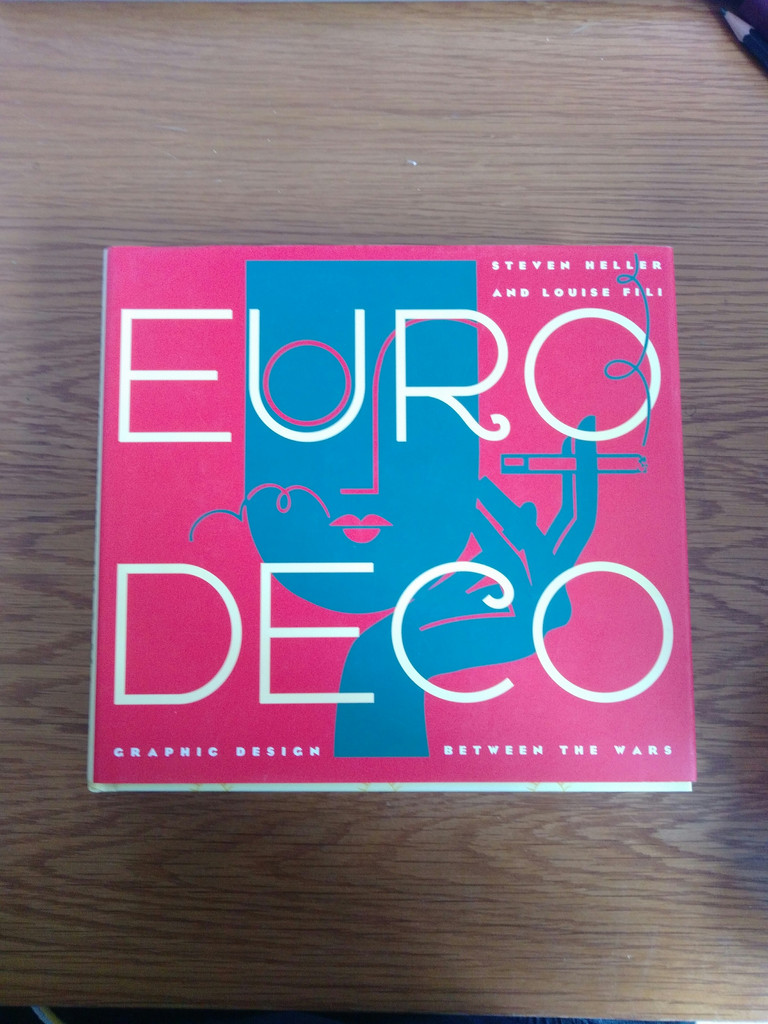 STEVEN HELLER
AND LOUISE FILI
EURO
DECO
GRAPHIC DESIGN BETWEEN THE WARS